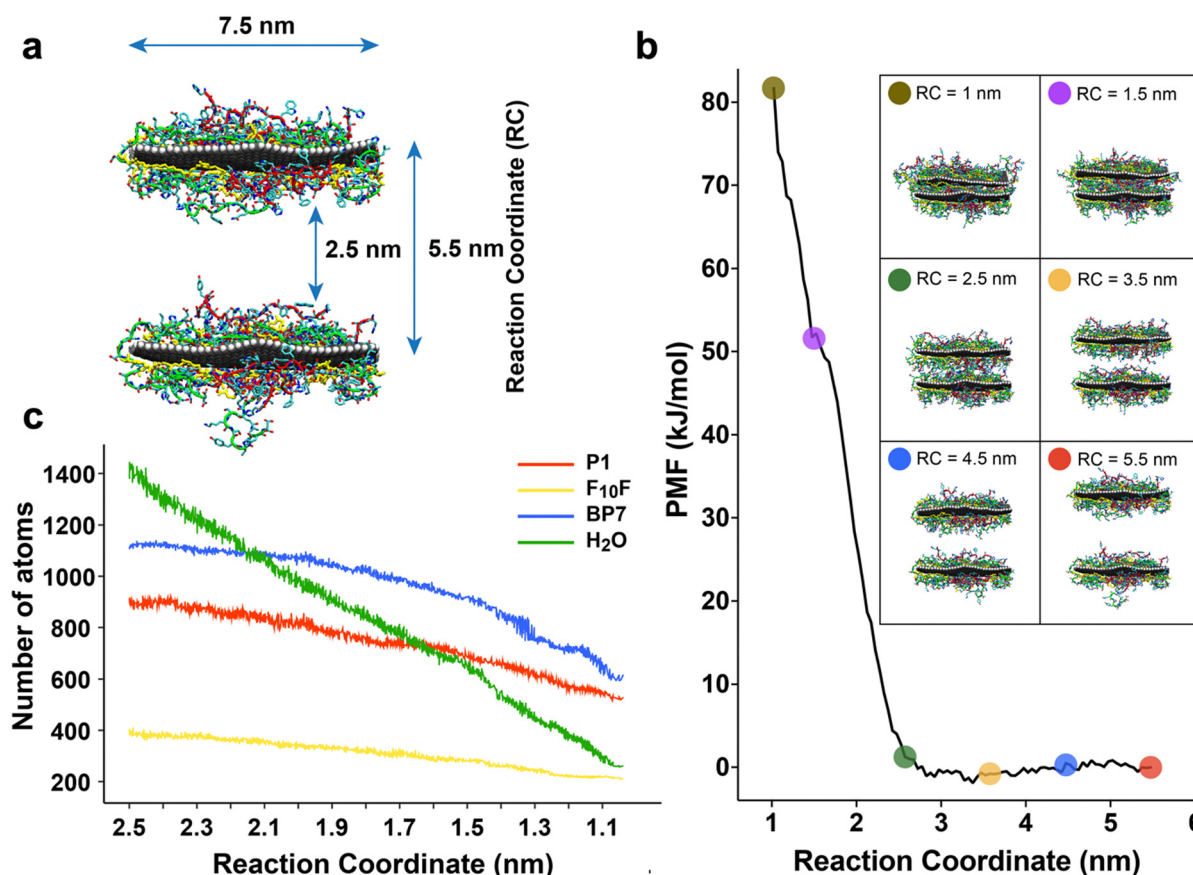 a
7.5 nm
2.5 nm
5.5 nm
Reaction Coordinate (RC)
b
80
70
60
50
40
30
20
10
0
PMF (kJ/mol)
1
2
3
4
5
6
Reaction Coordinate (nm)
RC = 1 nm
RC = 1.5 nm
RC = 2.5 nm
RC = 3.5 nm
RC = 4.5 nm
RC = 5.5 nm
c
P1
F₁₀F
BP7
H₂O
1400
1200
1000
800
600
400
200
Number of atoms
2.5 2.3 2.1 1.9 1.7 1.5 1.3 1.1
Reaction Coordinate (nm)